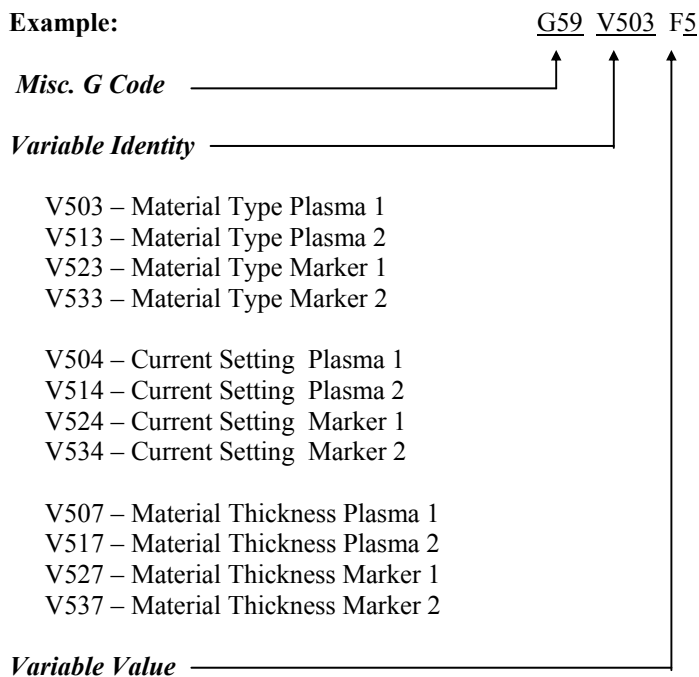 Example: G59 V503 F5
Misc. G Code
Variable Identity
V503 – Material Type Plasma 1
V513 – Material Type Plasma 2
V523 – Material Type Marker 1
V533 – Material Type Marker 2
V504 – Current Setting Plasma 1
V514 – Current Setting Plasma 2
V524 – Current Setting Marker 1
V534 – Current Setting Marker 2
V507 – Material Thickness Plasma 1
V517 – Material Thickness Plasma 2
V527 – Material Thickness Marker 1
V537 – Material Thickness Marker 2
Variable Value